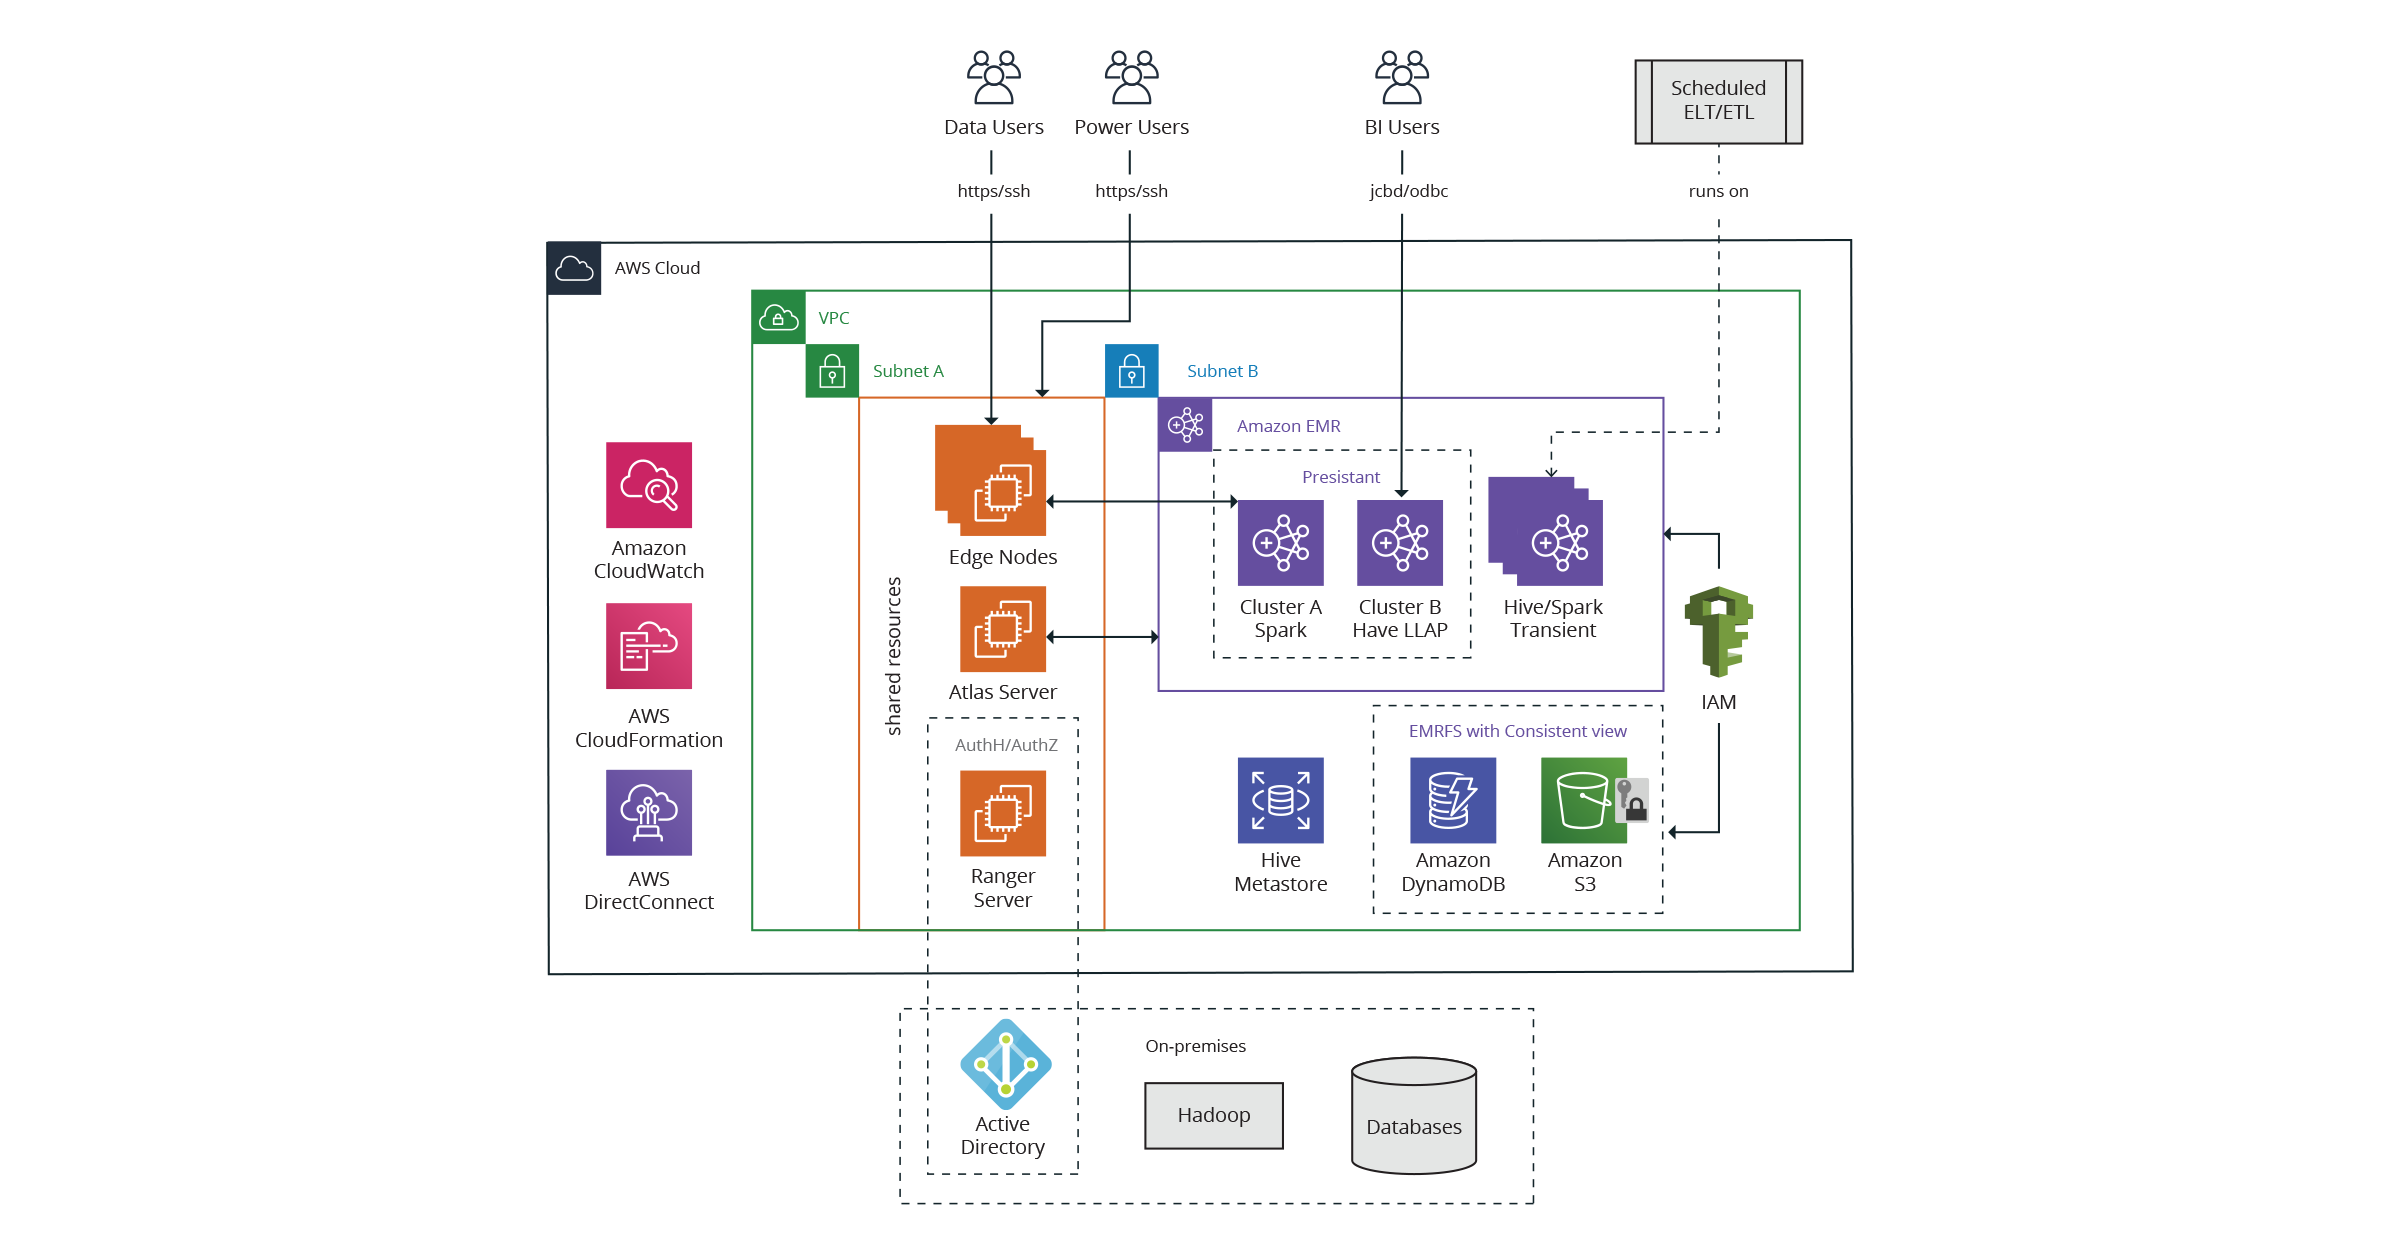 Data Users
Power Users
BI Users
Scheduled
ELT/ETL
https/ssh
https/ssh
jcbd/odbc
runs on
AWS Cloud
VPC
Subnet A
Subnet B
Amazon EMR
Presistant
Amazon
CloudWatch
Edge Nodes
Cluster A
Spark
Cluster B
Have LLAP
Hive/Spark
Transient
shared resources
Atlas Server
IAM
AWS
CloudFormation
AuthH/AuthZ
EMRFS with Consistent view
AWS
DirectConnect
Ranger
Server
Hive
Metastore
Amazon
DynamoDB
Amazon
S3
On-premises
Active
Directory
Hadoop
Databases